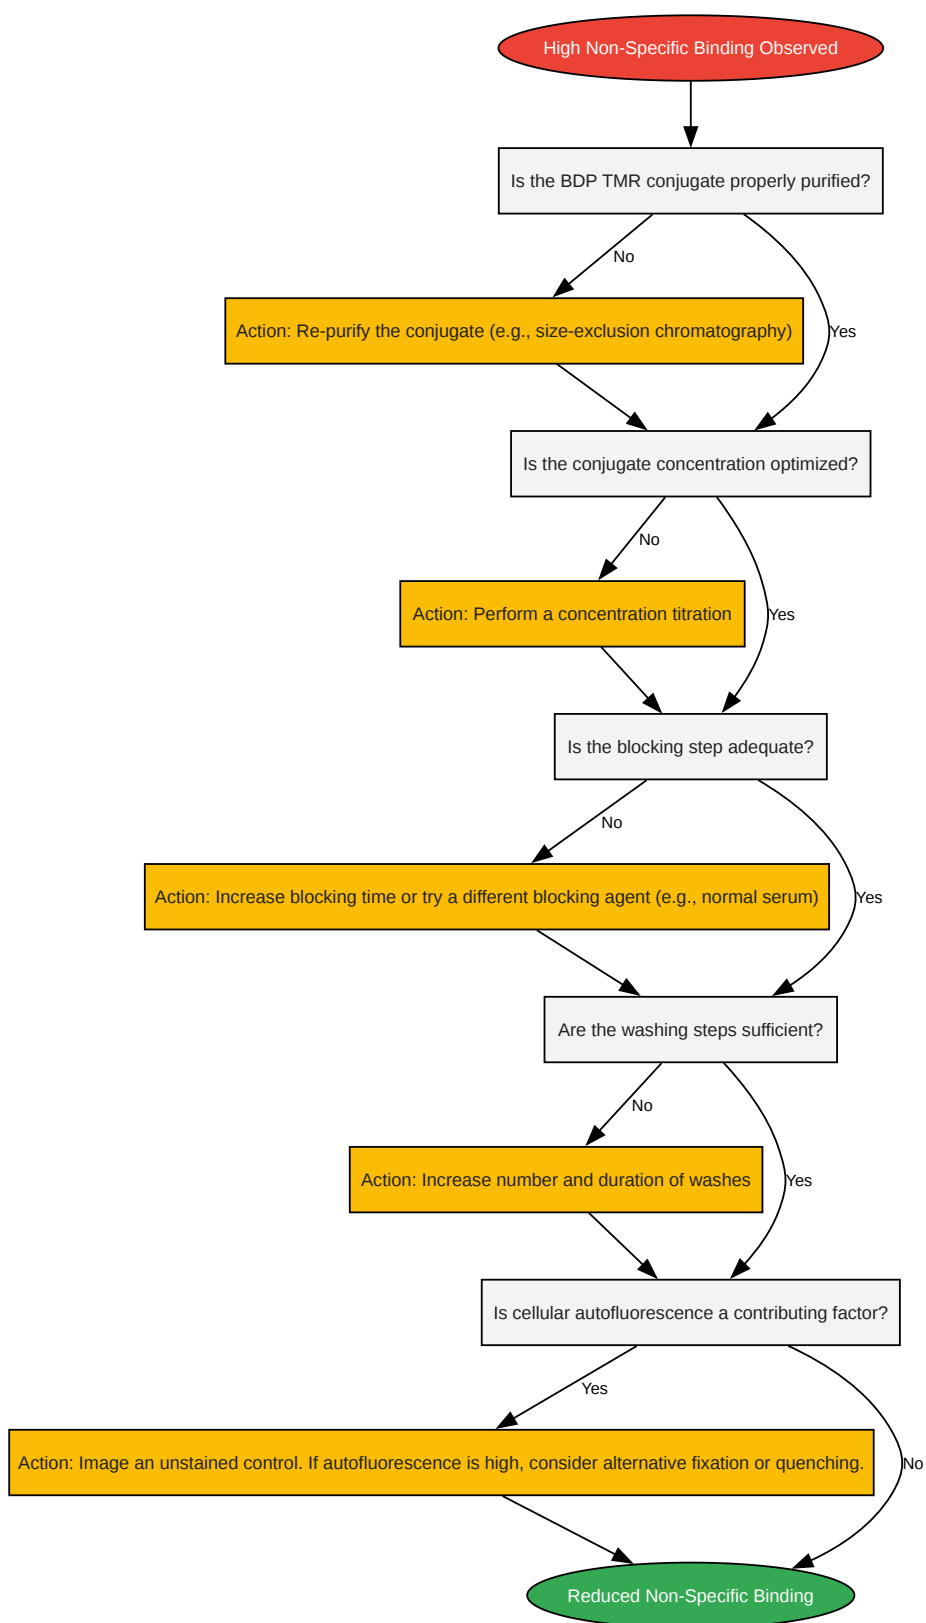 High Non-Specific Binding Observed
Is the BDP TMR conjugate properly purified?
No
Action: Re-purify the conjugate (e.g., size-exclusion chromatography)
Yes
Is the conjugate concentration optimized?
No
Action: Perform a concentration titration
Yes
Is the blocking step adequate?
No
Action: Increase blocking time or try a different blocking agent (e.g., normal serum)
Yes
Are the washing steps sufficient?
No
Action: Increase number and duration of washes
Yes
Is cellular autofluorescence a contributing factor?
Yes
Action: Image an unstained control. If autofluorescence is high, consider alternative fixation or quenching.
No
Reduced Non-Specific Binding